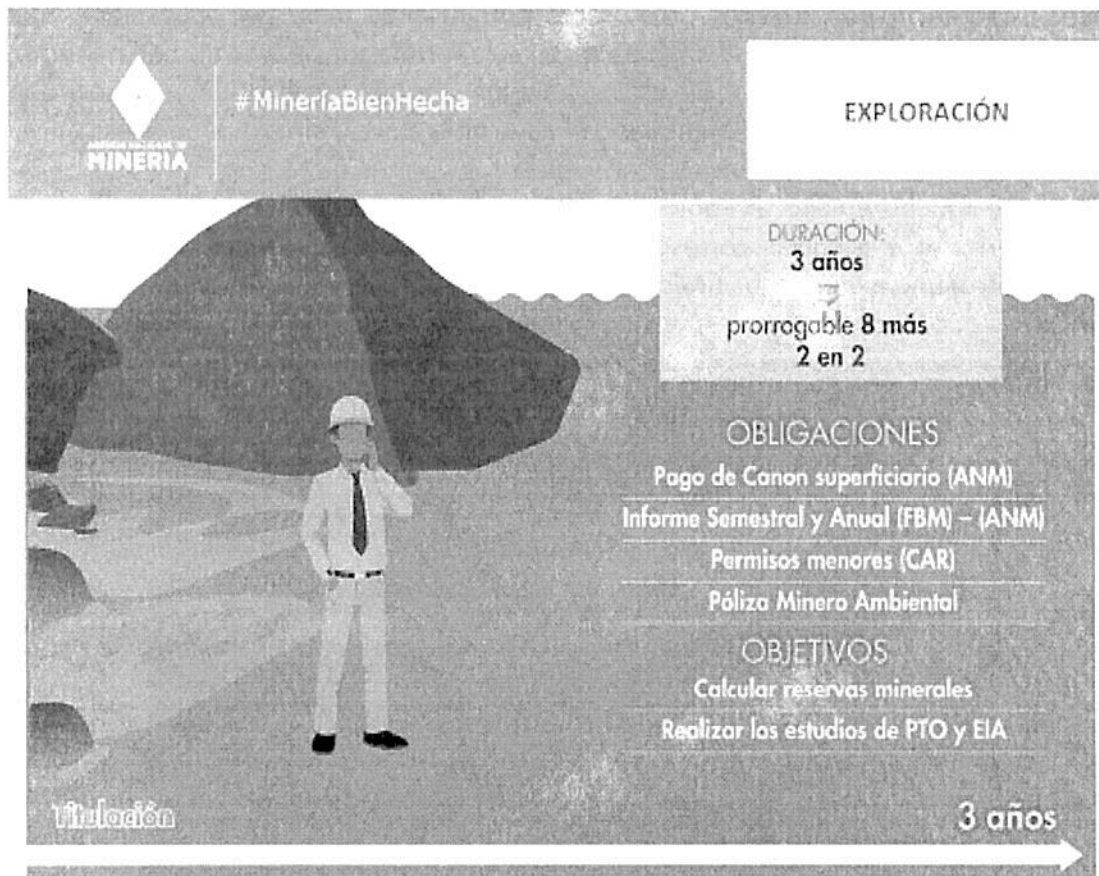 #MineríaBienHecha
MINERÍA
EXPLORACIÓN
DURACIÓN:
3 años
prorrogable 8 más
2 en 2
OBLIGACIONES
Pago de Canon superficiario (ANM)
Informe Semestral y Anual (FBM) – (ANM)
Permisos menores (CAR)
Póliza Minero Ambiental
OBJETIVOS
Calcular reservas minerales
Realizar los estudios de PTO y EIA
Titulación
3 años